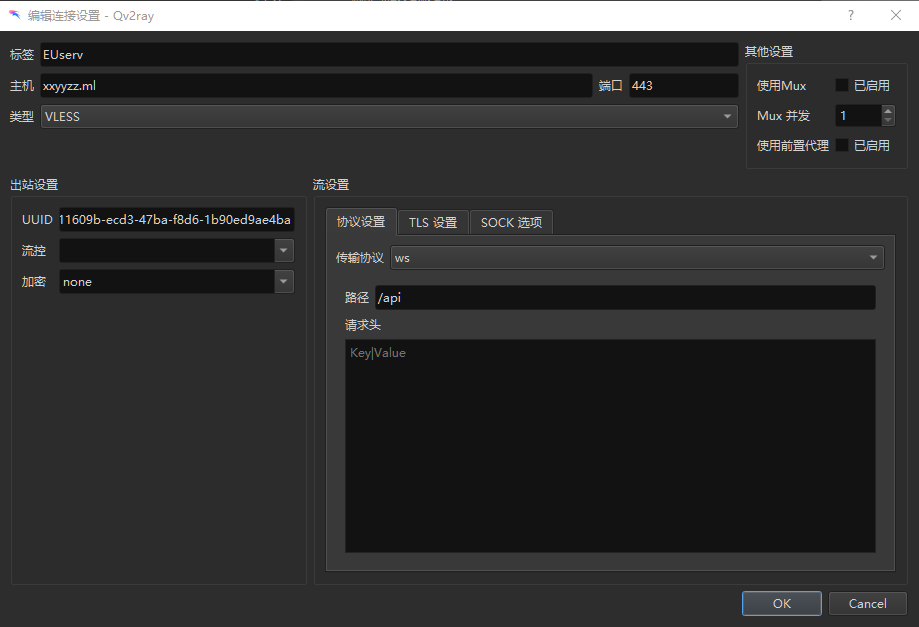 编辑连接设置 - Qv2ray
?
标签 EUserv
主机 xxyyzz.ml 端口 443
类型 VLESS
其他设置
使用Mux 已启用
Mux 并发 1
使用前置代理 已启用
出站设置
UUID 11609b-ecd3-47ba-f8d6-1b90ed9ae4ba
流控
加密 none
流设置
协议设置 TLS 设置 SOCK 选项
传输协议 ws
路径 /api
请求头
Key|Value
OK Cancel